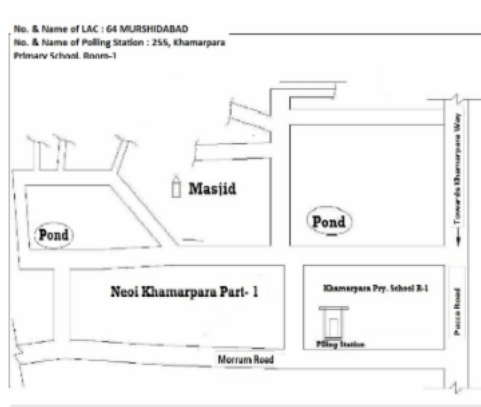 No. & Name of LAC : 64 MURSHIDABAD
No. & Name of Polling Station : 255, Khamarpara
Primary School, Room-1
Towards Khamarpara Way
Masjid
Pond
Pond
Neoi Khamarpara Part- 1
Khamarpara Pry. School R-1
Pucca Road
Plling Station
Morrum Road